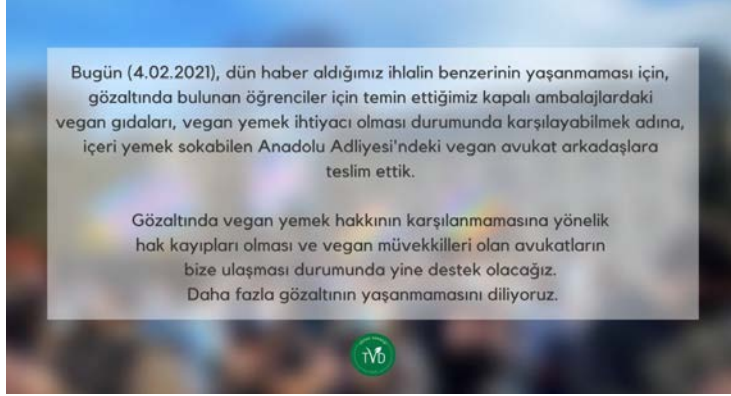 Bugün (4.02.2021), dün haber aldığımız ihlalin benzerinin yaşanmaması için,
gözaltında bulunan öğrenciler için temin ettiğimiz kapalı ambalajlardaki
vegan gıdaları, vegan yemek ihtiyacı olması durumunda karşılayabilmek adına,
içeri yemek sokabilen Anadolu Adliyesi'ndeki vegan avukat arkadaşlara
teslim ettik.
Gözaltında vegan yemek hakkının karşılanmamasına yönelik
hak kayıpları olması ve vegan müvekkilleri olan avukatların
bize ulaşması durumunda yine destek olacağız.
Daha fazla gözaltının yaşanmamasını diliyoruz.
TVD